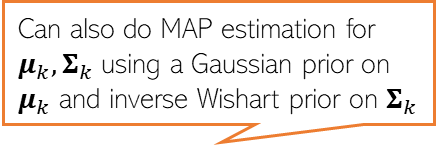 Can also do MAP estimation for
𝝁ₖ, 𝚺ₖ using a Gaussian prior on
𝝁ₖ and inverse Wishart prior on 𝚺ₖ